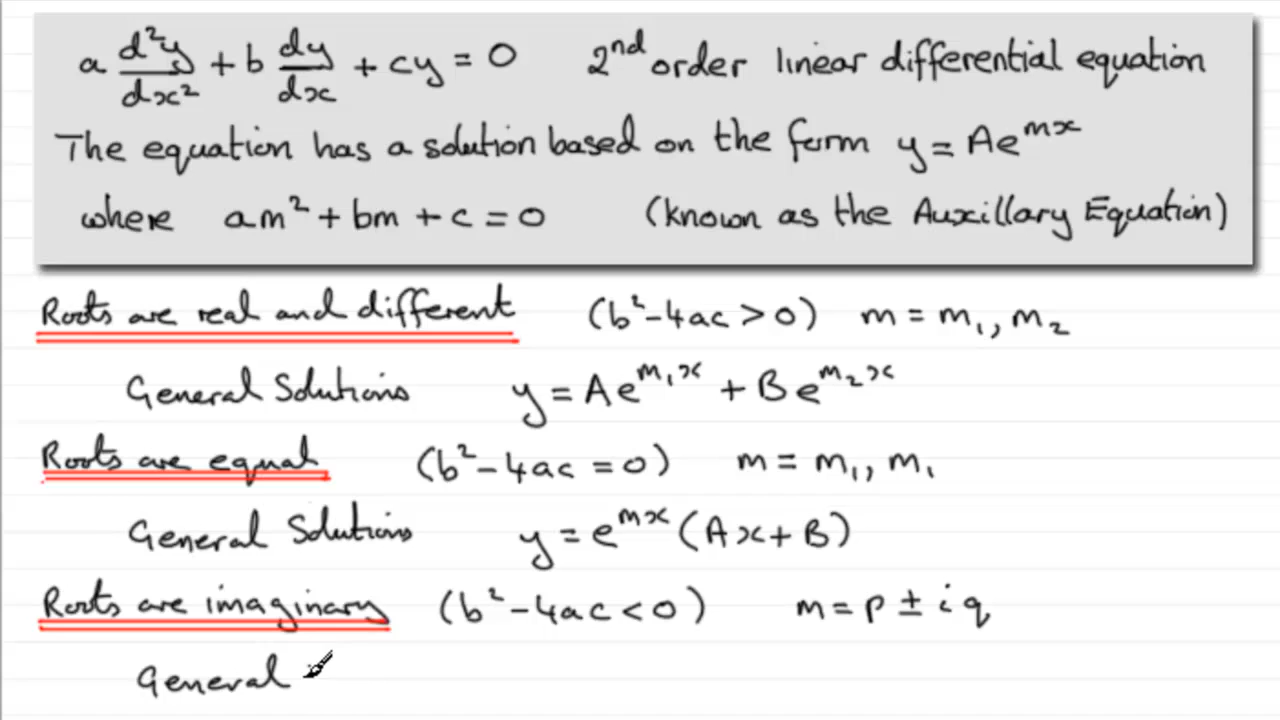 a d²y/dx² + b dy/dx + cy = 0 2nd order linear differential equation
The equation has a solution based on the form y = Ae^mx
where am² + bm + c = 0 (known as the Auxillary Equation)
Roots are real and different (b² - 4ac > 0) m = m₁, m₂
General Solutions y = Ae^m₁x + Be^m₂x
Roots are equal (b² - 4ac = 0) m = m₁, m₁
General Solutions y = e^mx (Ax + B)
Roots are imaginary (b² - 4ac < 0) m = p ± iq
General